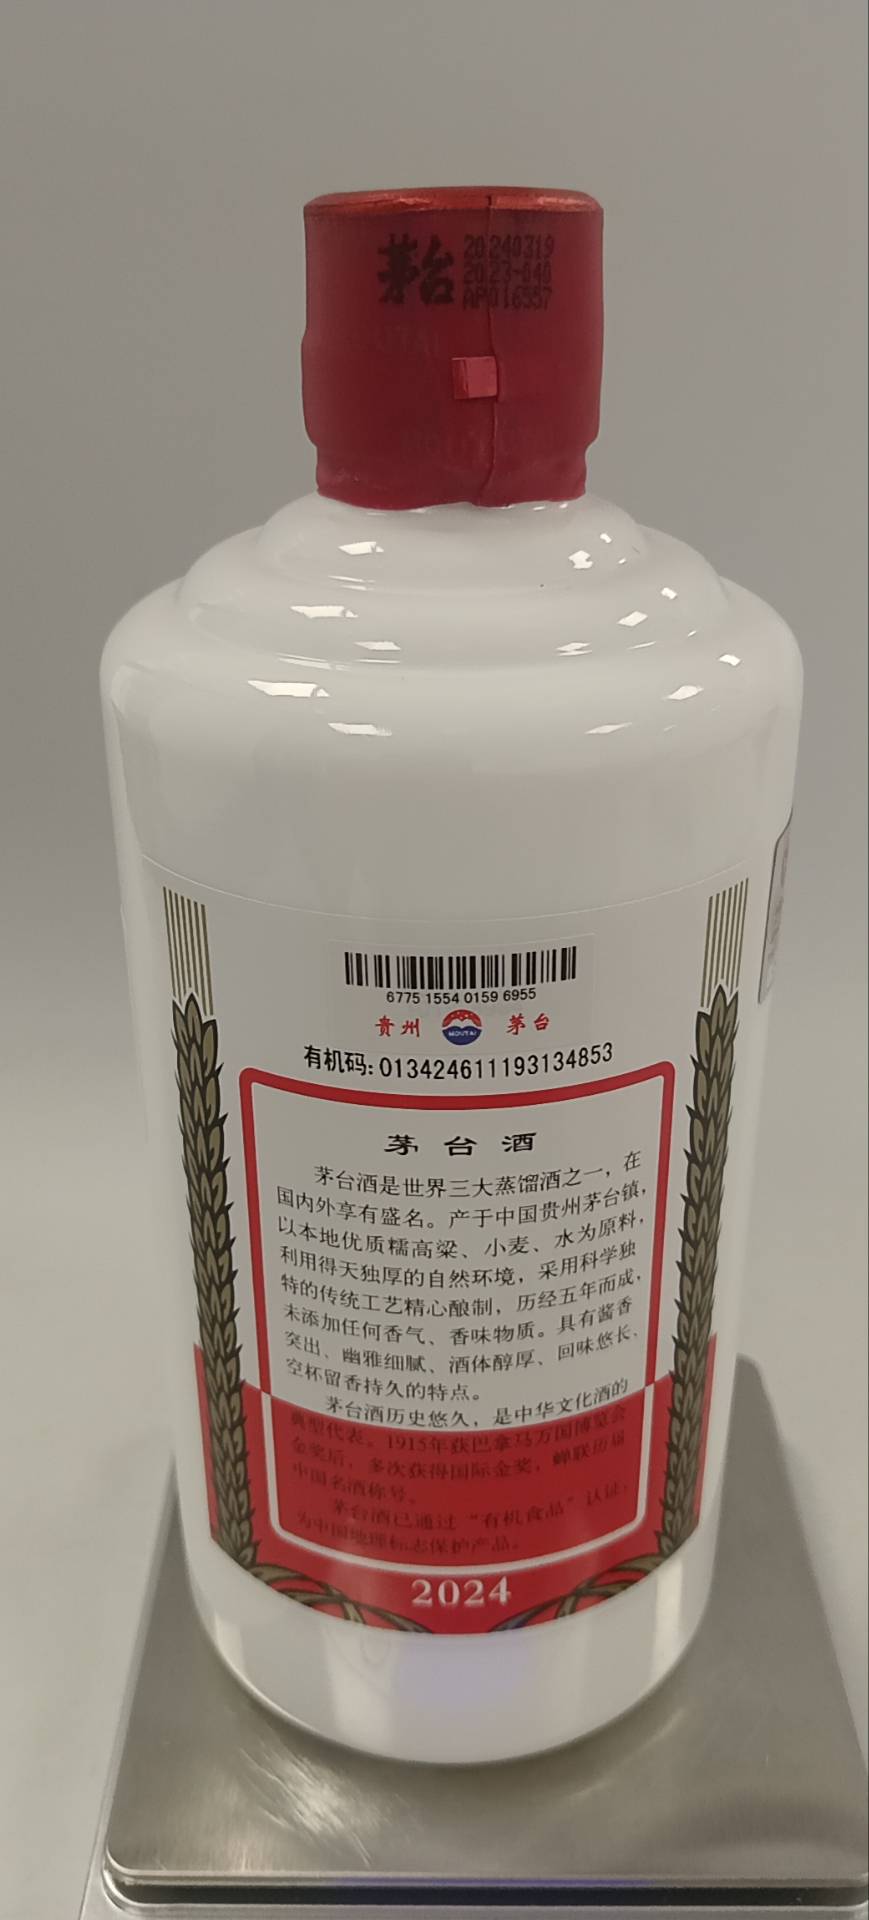 茅台
20240319
2023-040
AP016557
6775 1554 0159 6955
贵州 MOUTAI 茅台
有机码:013424611193134853
茅台酒
茅台酒是世界三大蒸馏酒之一，在
国内外享有盛名。产于中国贵州茅台镇，
以本地优质糯高粱、小麦、水为原料，
利用得天独厚的自然环境，采用科学独
特的传统工艺精心酿制，历经五年而成，
未添加任何香气、香味物质。具有酱香
突出、幽雅细腻、酒体醇厚、回味悠长、
空杯留香持久的特点。
茅台酒历史悠久，是中华文化酒的
典型代表。1915年获巴拿马万国博览会
金奖后，多次获得国际金奖，蝉联历届
中国名酒称号。
茅台酒已通过“有机食品”认证，
为中国地理标志保护产品。
2024